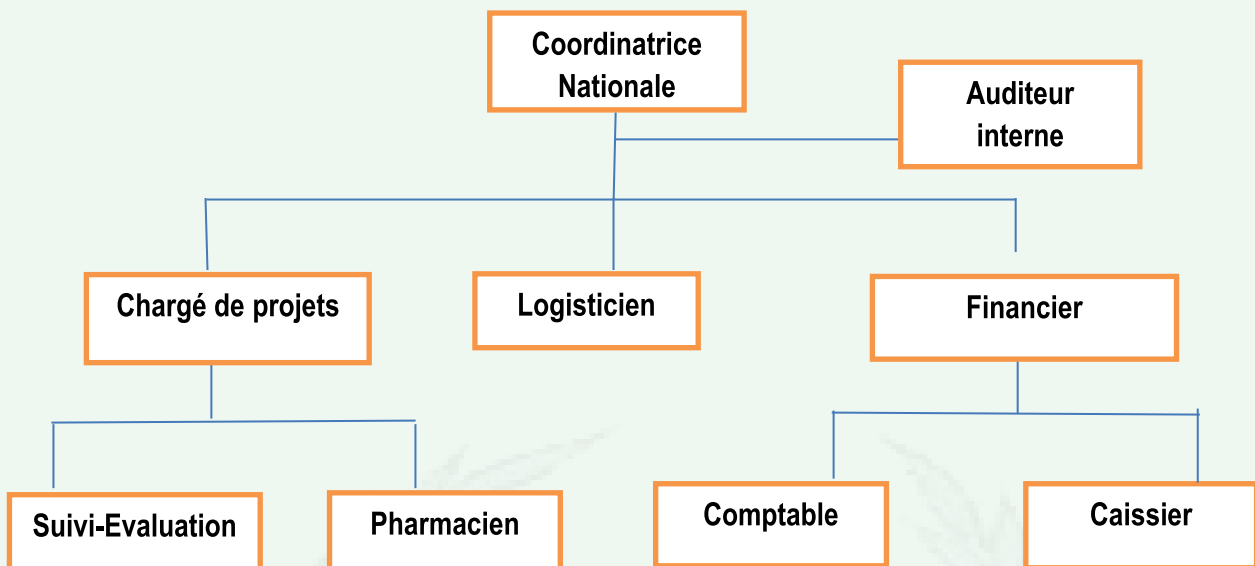 Coordinatrice
Nationale
Auditeur
interne
Chargé de projets
Logisticien
Financier
Suivi-Evaluation
Pharmacien
Comptable
Caissier